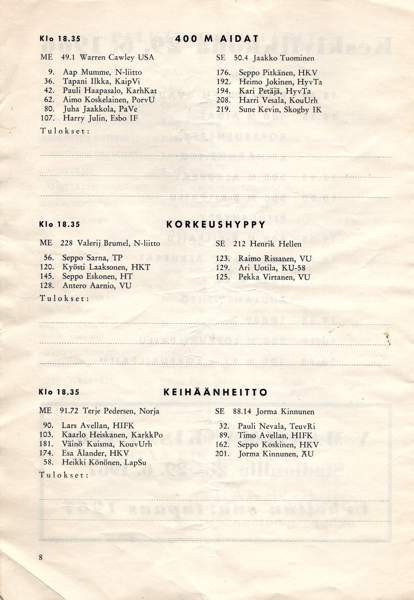 Klo 18.35 400 M AIDAT
ME 49.1 Warren Cawley USA
9. Aap Mumme, N-liitto
36. Tapani Ilkka, KaipVi
42. Pauli Haapasalo, KarhKat
62. Aimo Koskelainen, PorvU
80. Juha Jaakkola, PaVe
107. Harry Julin, Esbo IF
SE 50.4 Jaakko Tuominen
176. Seppo Pitkänen, HKV
192. Heimo Jokinen, HyvTa
194. Kari Petäjä, HyvTa
208. Harri Vesala, KouUrh
219. Sune Kevin, Skogby IK
Tulokset:
Klo 18.35 KORKEUSHYPPY
ME 228 Valerij Brumel, N-liitto
56. Seppo Sarna, TP
120. Kyösti Laaksonen, HKT
145. Seppo Eskonen, HT
128. Antero Aarnio, VU
SE 212 Henrik Hellen
123. Raimo Rissanen, VU
129. Ari Uotila, KU-58
125. Pekka Virtanen, VU
Tulokset:
Klo 18.35 KEIHÄÄNHEITTO
ME 91.72 Terje Pedersen, Norja
90. Lars Avellan, HIFK
103. Kaarlo Heiskanen, KarkkPo
181. Väinö Kuisma, KouvUrh
174. Esa Älander, HKV
58. Heikki Könönen, LapSu
SE 88.14 Jorma Kinnunen
32. Pauli Nevala, TeuvRi
89. Timo Avellan, HIFK
162. Seppo Koskinen, HKV
201. Jorma Kinnunen, ÄU
Tulokset:
8